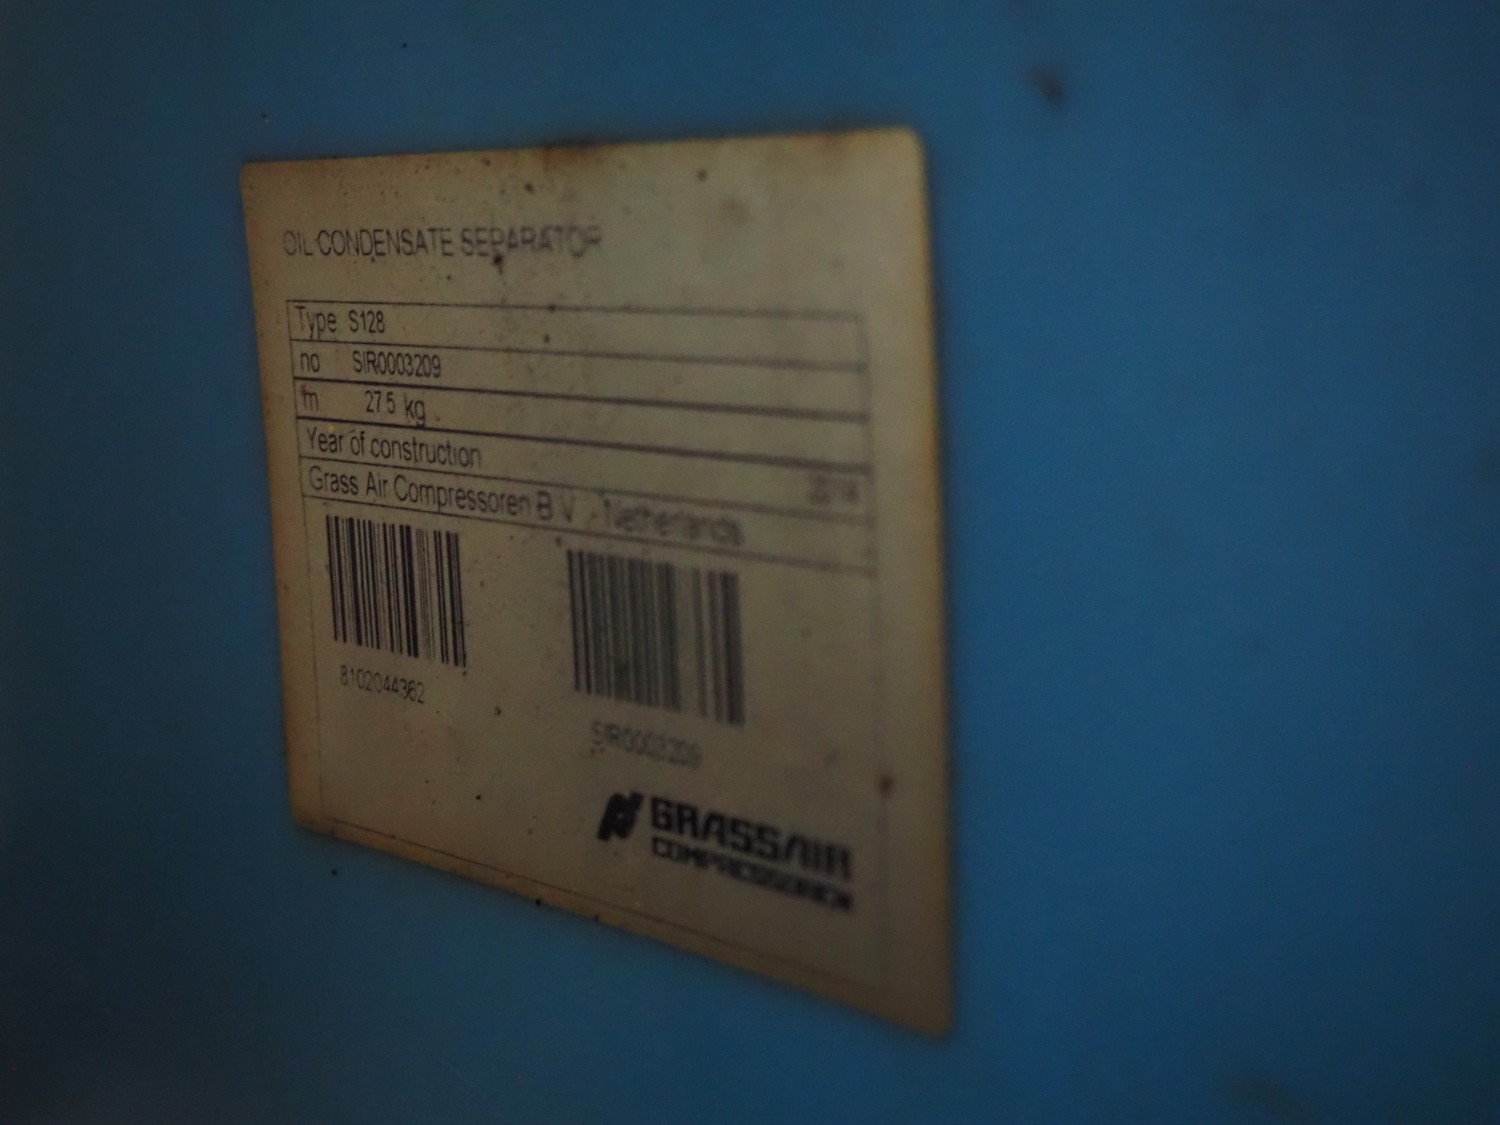 OIL CONDENSATE SEPARATOR
Type S128
no SIR0003209
m 27.5 kg
Year of construction
Grass Air Compressoren B.V. - Netherlands
8102044362
SIR0003209
GRASSAIR
COMPRESSOREN